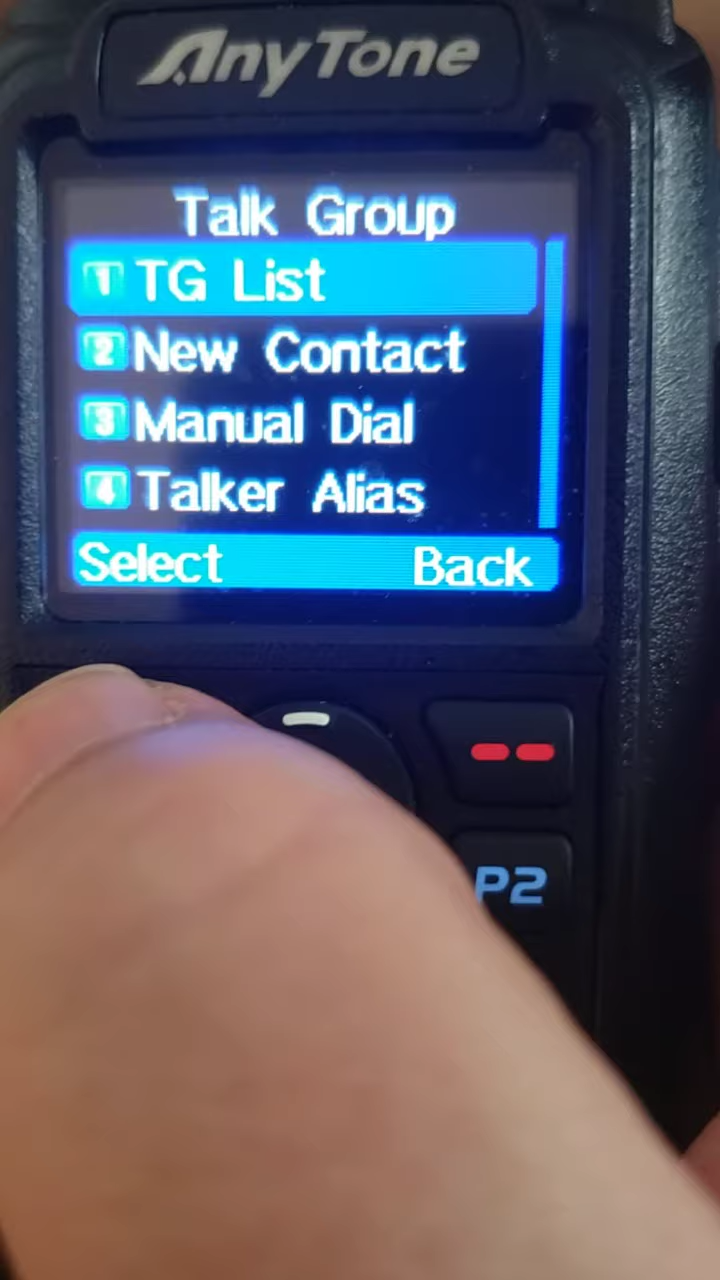 AnyTone
Talk Group
1 TG List
2 New Contact
3 Manual Dial
4 Talker Alias
Select Back
P2